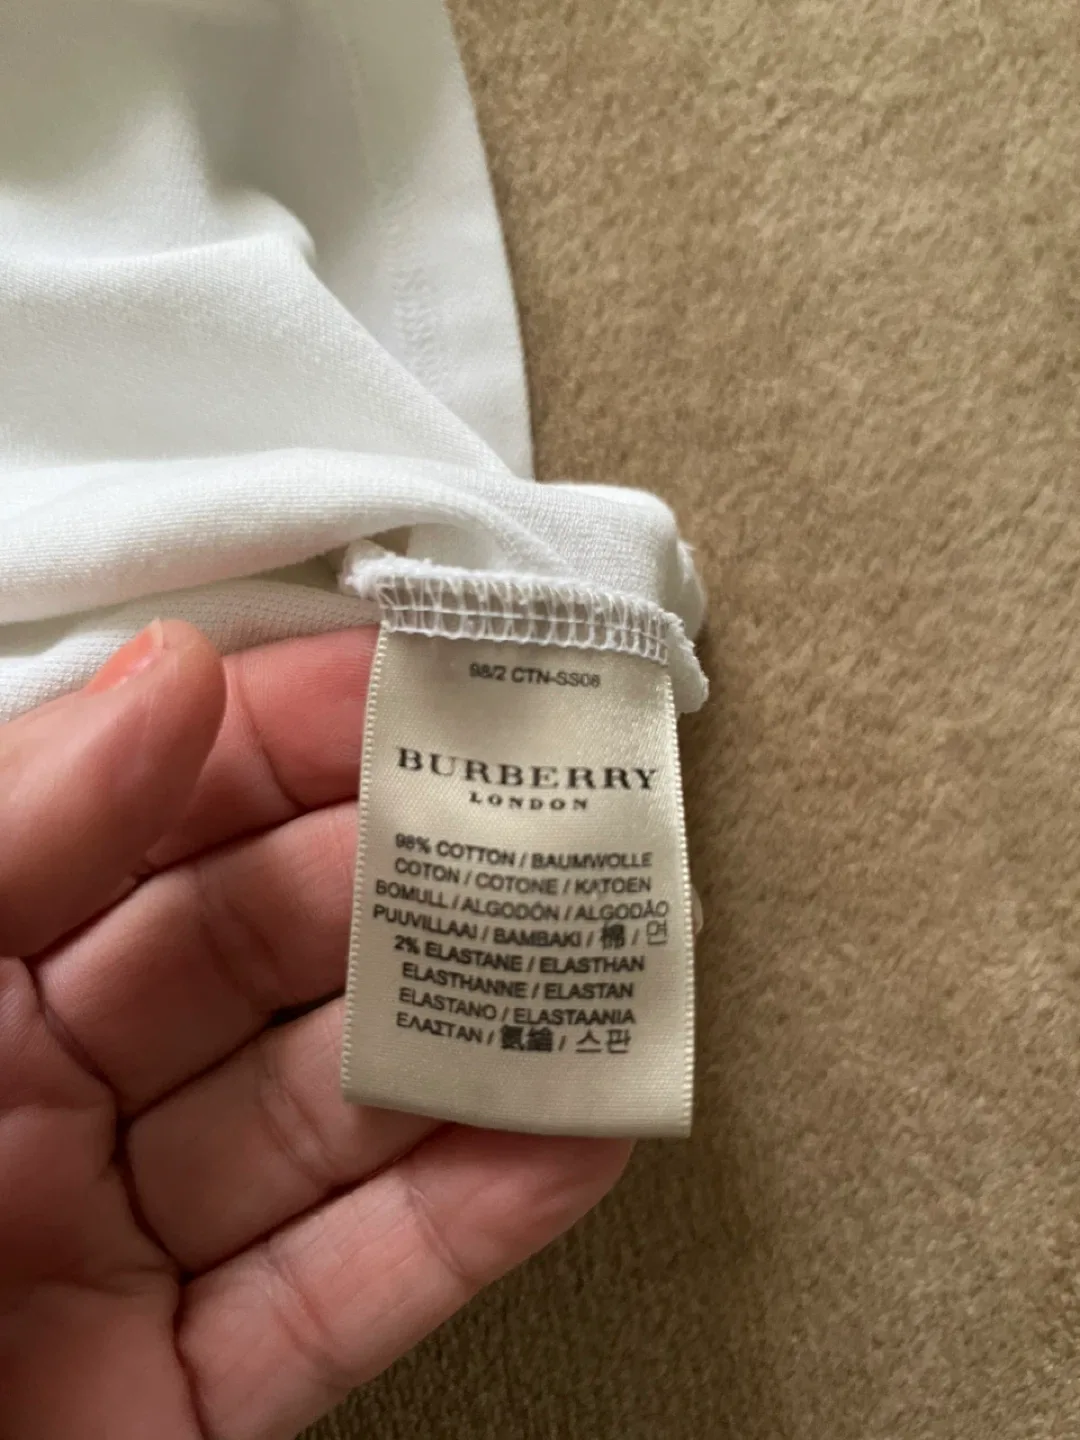 98/2 CTN-SS08
BURBERRY
LONDON
98% COTTON / BAUMWOLLE
COTON / COTONE / KATOEN
BOMULL / ALGODÓN / ALGODÃO
PUUVILLAAI / BAMBAKI / 棉 / 면
2% ELASTANE / ELASTHAN
ELASTHANNE / ELASTAN
ELASTANO / ELASTAANIA
ΕΛΑΣΤΑΝ / 氨綸 / 스판